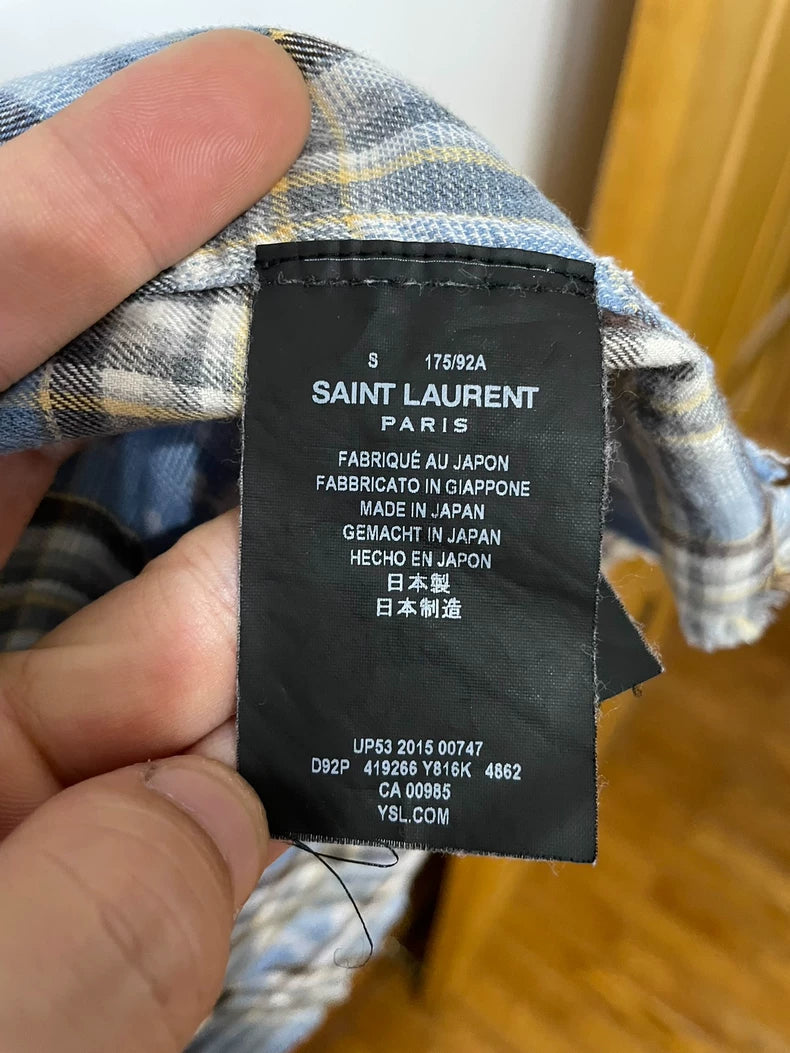 S 175/92A
SAINT LAURENT
PARIS
FABRIQUÉ AU JAPON
FABBRICATO IN GIAPPONE
MADE IN JAPAN
GEMACHT IN JAPAN
HECHO EN JAPON
日本製
日本制造
UP53 2015 00747
D92P 419266 Y816K 4862
CA 00985
YSL.COM